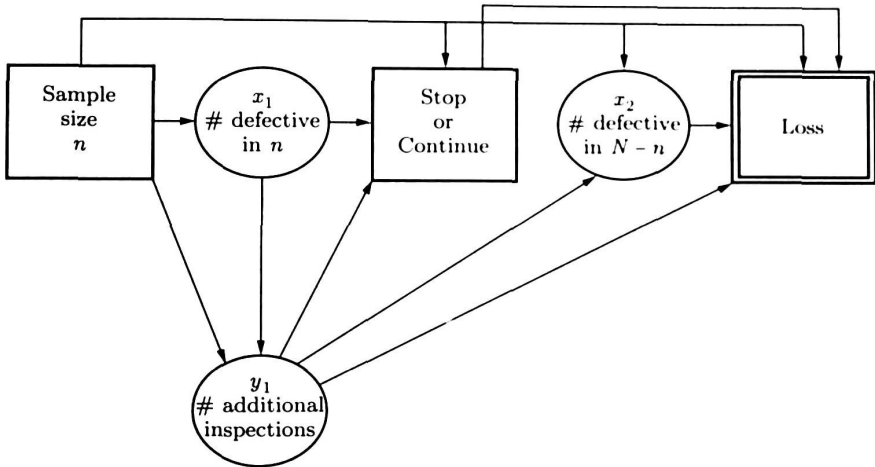 Sample
size
n
x₁
# defective
in n
Stop
or
Continue
x₂
# defective
in N – n
Loss
y₁
# additional
inspections